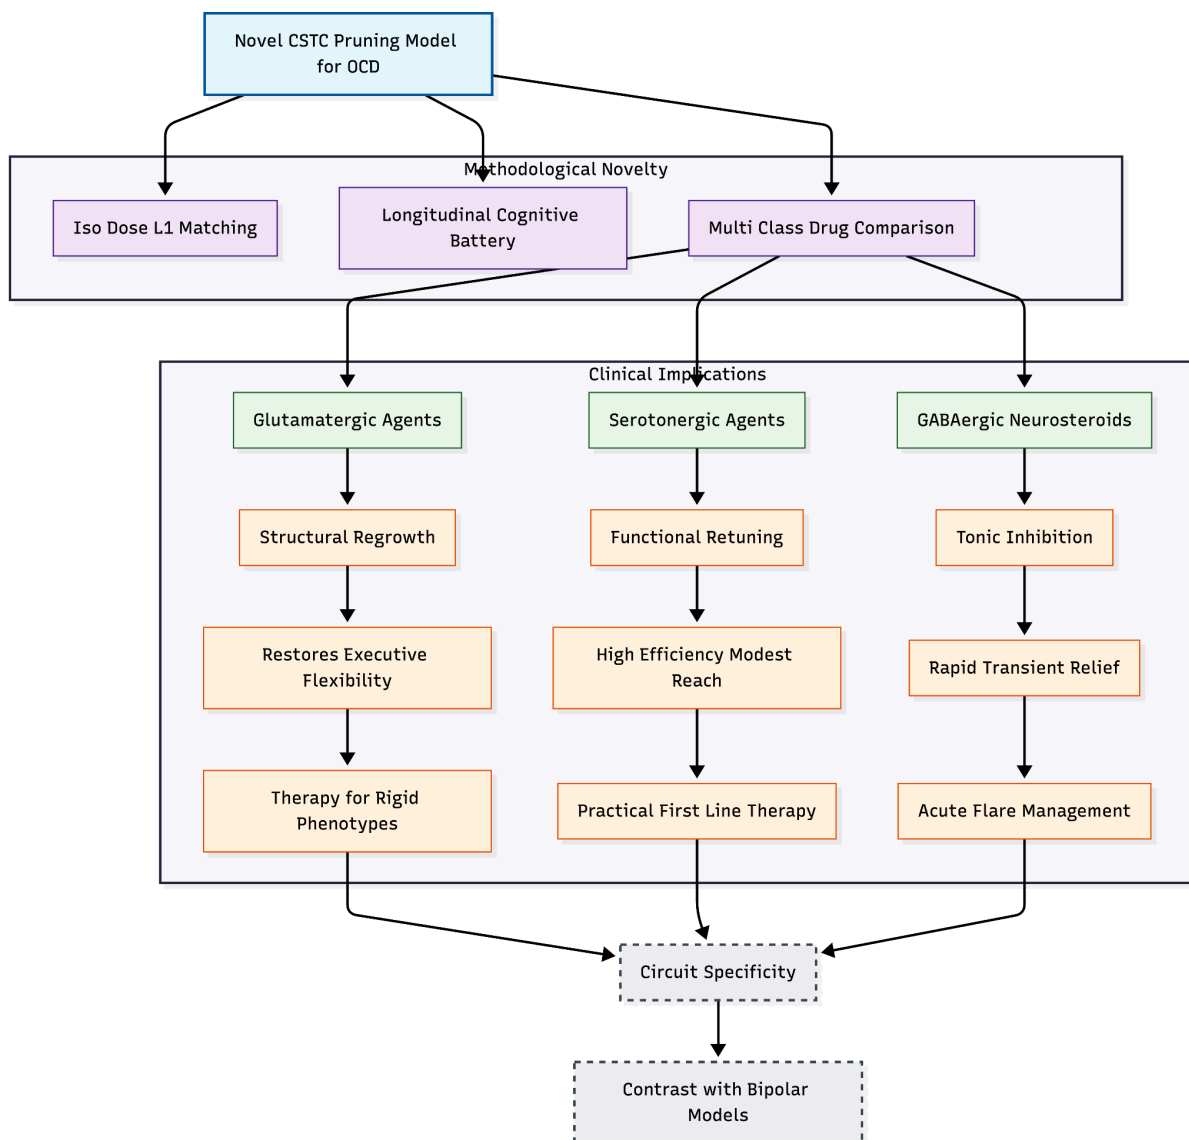 Novel CSTC Pruning Model
for OCD
Methodological Novelty
Iso Dose L1 Matching
Longitudinal Cognitive
Battery
Multi Class Drug Comparison
Clinical Implications
Glutamatergic Agents
Serotonergic Agents
GABAergic Neurosteroids
Structural Regrowth
Functional Retuning
Tonic Inhibition
Restores Executive
Flexibility
High Efficiency Modest
Reach
Rapid Transient Relief
Therapy for Rigid
Phenotypes
Practical First Line Therapy
Acute Flare Management
Circuit Specificity
Contrast with Bipolar
Models